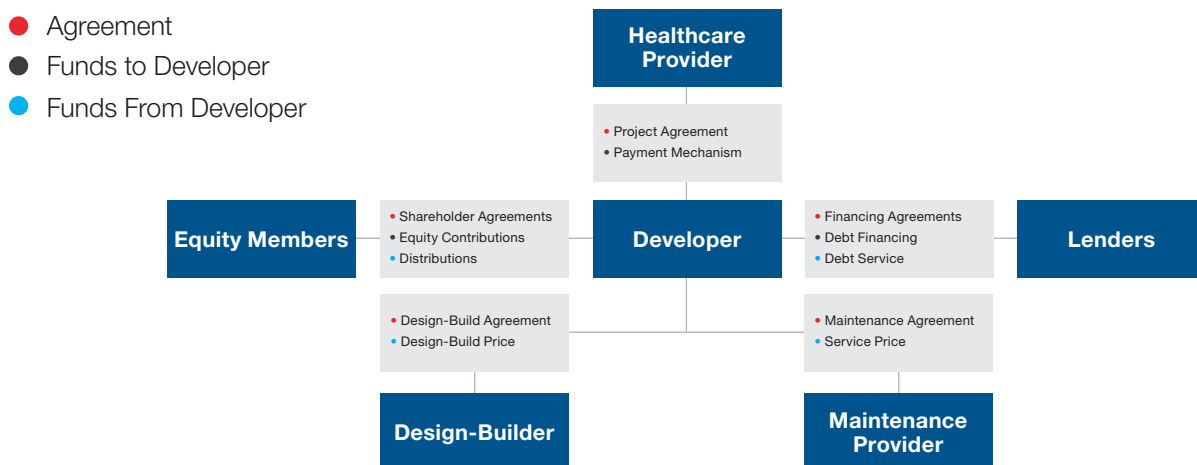 Agreement
Funds to Developer
Funds From Developer
Healthcare
Provider
• Project Agreement
• Payment Mechanism
Equity Members
• Shareholder Agreements
• Equity Contributions
• Distributions
Developer
• Financing Agreements
• Debt Financing
• Debt Service
Lenders
• Design-Build Agreement
• Design-Build Price
• Maintenance Agreement
• Service Price
Design-Builder
Maintenance
Provider